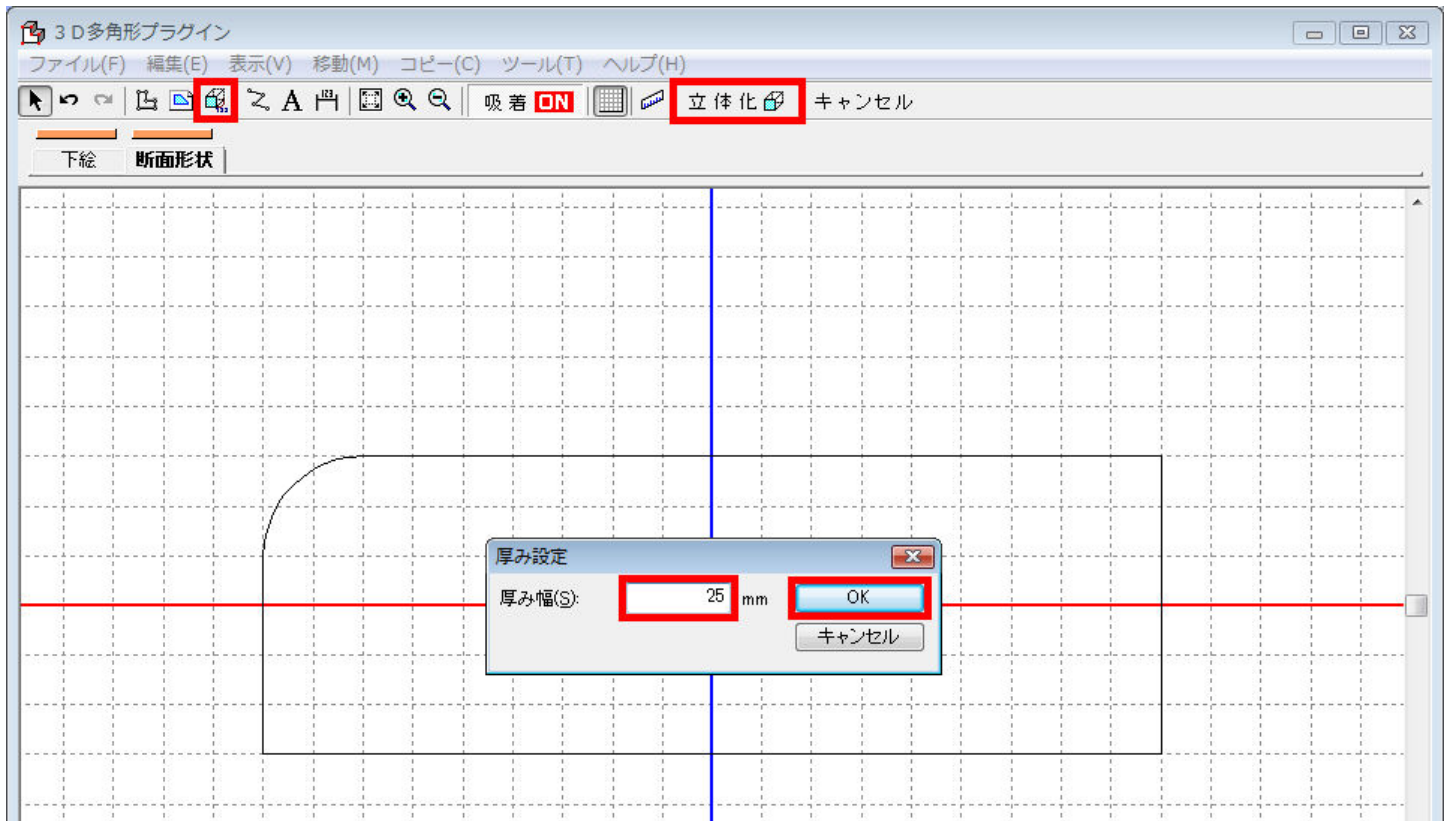 3D多角形プラグイン
ファイル(F) 編集(E) 表示(V) 移動(M) コピー(C) ツール(T) ヘルプ(H)
A 123 吸着 ON 立体化 キャンセル
下絵 断面形状
厚み設定
厚み幅(S): 25 mm OK
キャンセル